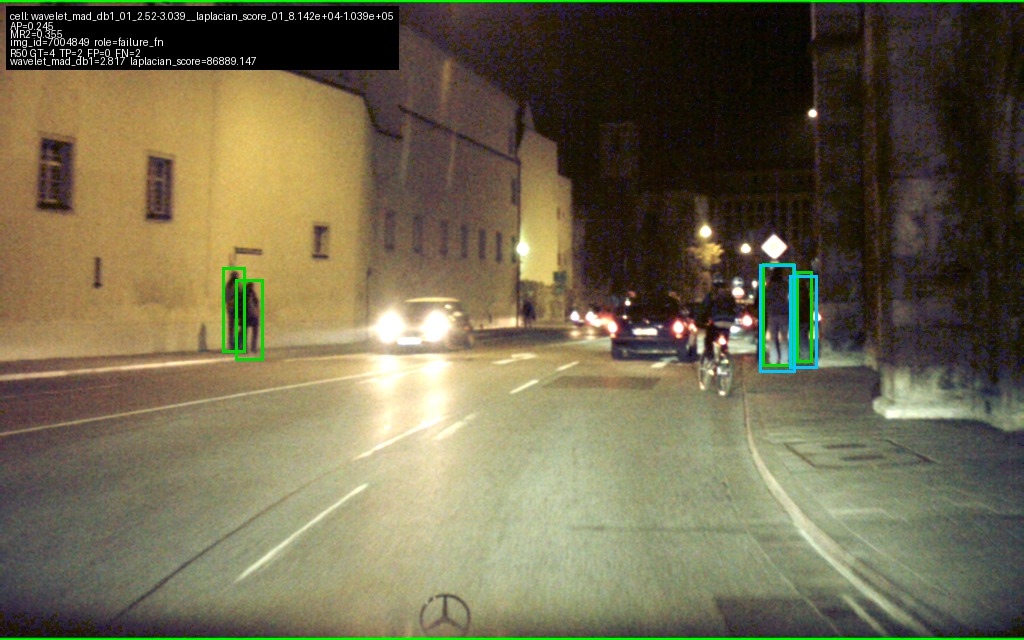 cell: wavelet_mad_db1_01_2.52-3.039__laplacian_score_01_8.142e+04-1.039e+05
AP=0.245
MR2=0.355
img_id=7004849 role=failure_fn
R50 GT=4 TP=2 FP=0 FN=2
wavelet_mad_db1=2.817 laplacian_score=86889.147